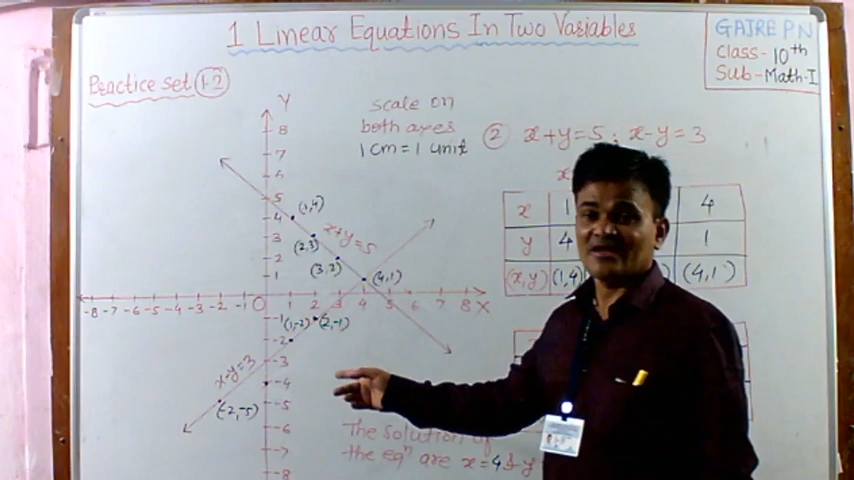 1 Linear Equations In Two Variables
GAIRE PN
Class- 10th
Sub- Math-I
Practice Set 1.2
Scale on
both axes
1 cm = 1 unit
② x+y=5 ; x-y=3
x 1 4
y 4 1
(x,y) (1,4) (4,1)
Y
8
7
6
5
4
3
2
1
(1,4)
x+y=5
(2,3)
(3,2)
(4,1)
-8 -7 -6 -5 -4 -3 -2 -1 O 1 2 3 4 5 6 7 8 X
-1
-2
-3
-4
-5
-6
-7
-8
(1,-2)
(2,-1)
x-y=3
(-2,-5)
The solution of
the eqn are x=4 & y